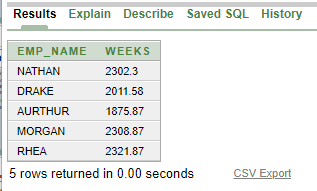 Results Explain Describe Saved SQL History
EMP_NAME WEEKS
NATHAN 2302.3
DRAKE 2011.58
AURTHUR 1875.87
MORGAN 2308.87
RHEA 2321.87
5 rows returned in 0.00 seconds CSV Export